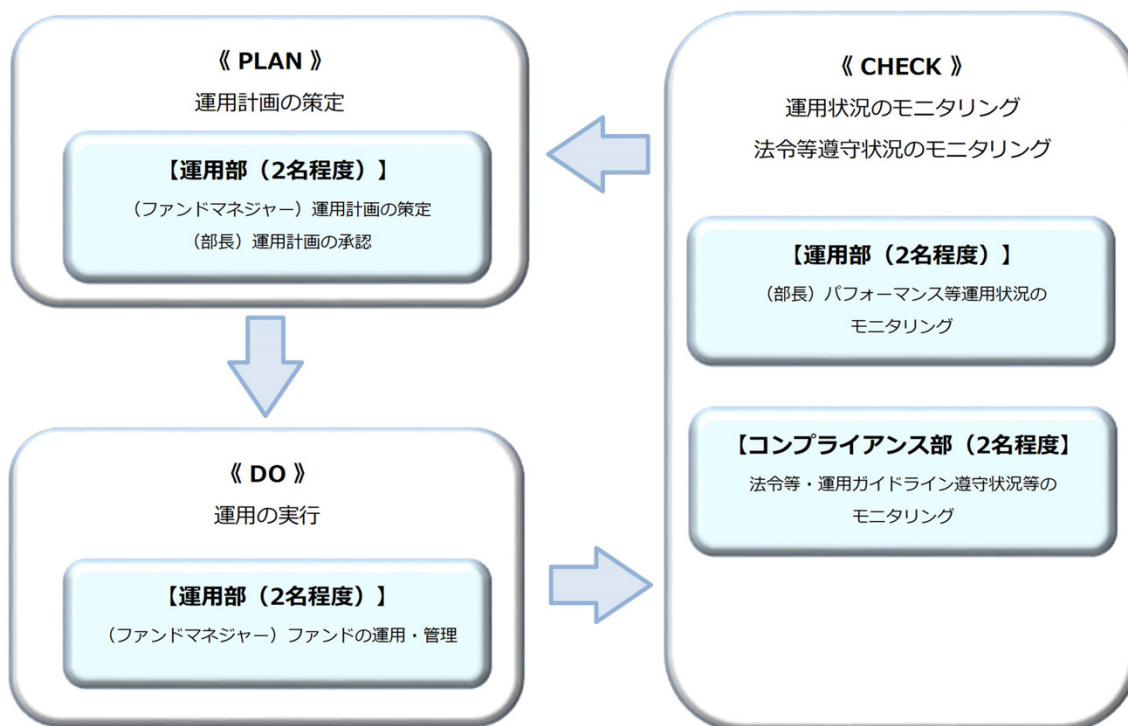 《 PLAN 》
運用計画の策定
【運用部（2名程度）】
（ファンドマネジャー）運用計画の策定
（部長）運用計画の承認
《 DO 》
運用の実行
【運用部（2名程度）】
（ファンドマネジャー）ファンドの運用・管理
《 CHECK 》
運用状況のモニタリング
法令等遵守状況のモニタリング
【運用部（2名程度）】
（部長）パフォーマンス等運用状況の
モニタリング
【コンプライアンス部（2名程度】
法令等・運用ガイドライン遵守状況等の
モニタリング